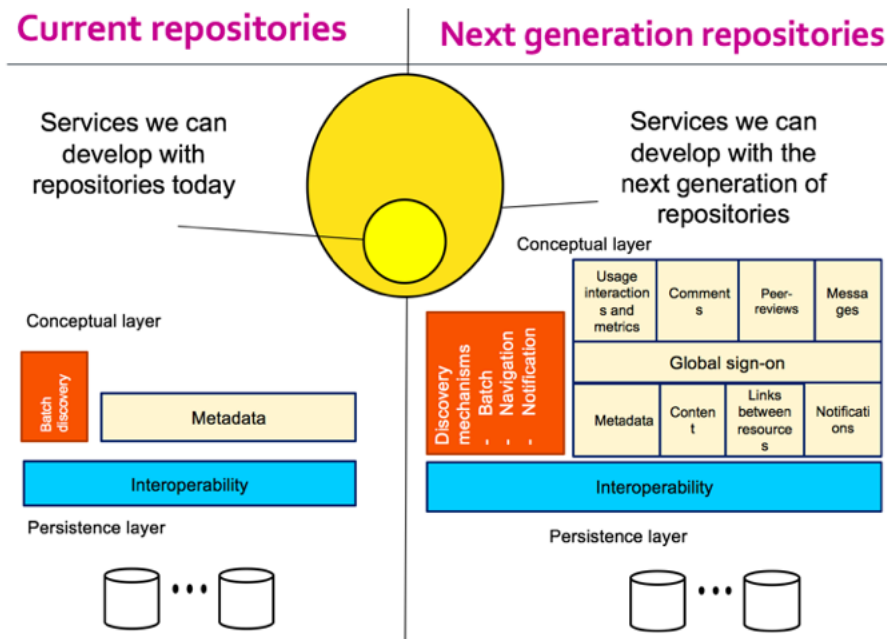 Current repositories
Next generation repositories
Services we can
develop with
repositories today
Services we can
develop with the
next generation of
repositories
Conceptual layer
Batch
discovery
Metadata
Interoperability
Persistence layer
Conceptual layer
Discovery
mechanisms
- Batch
- Navigation
- Notification
Usage
interaction
s and
metrics
Comment
s
Peer-
reviews
Messa
ges
Global sign-on
Metadata
Conten
t
Links
between
resource
s
Notificati
ons
Interoperability
Persistence layer